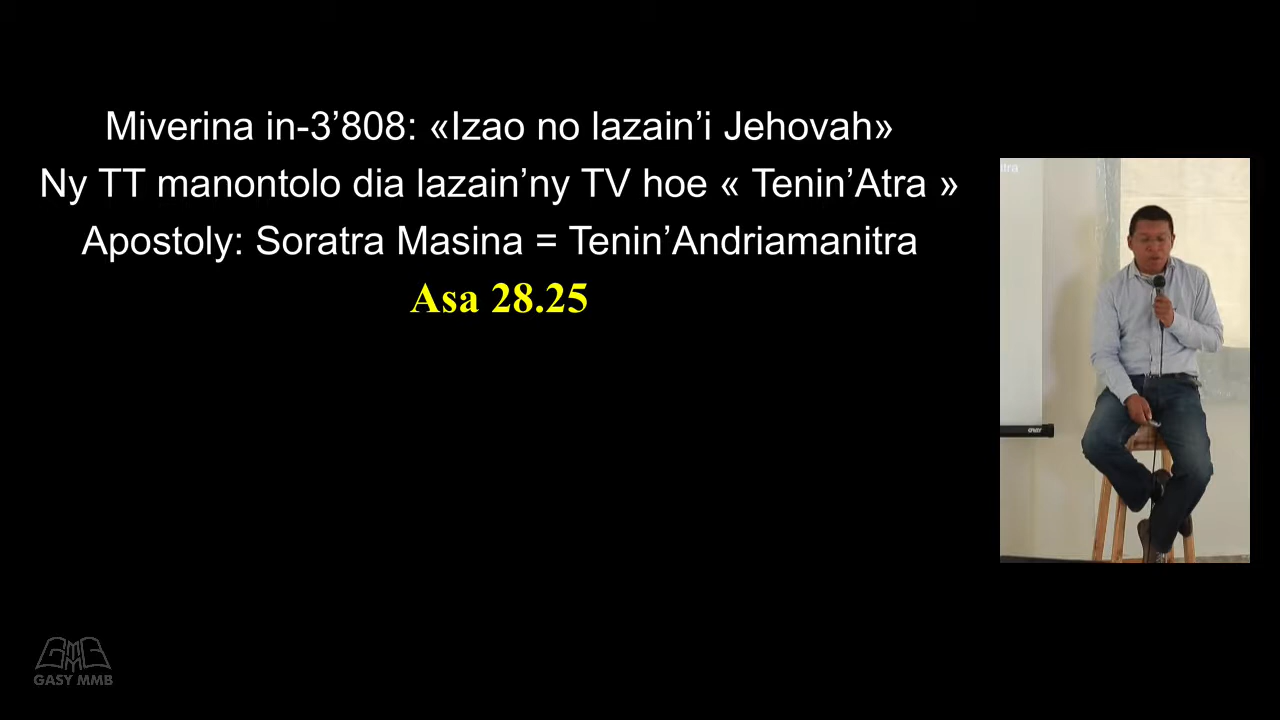 Miverina in-3’808: «Izao no lazain’i Jehovah»
Ny TT manontolo dia lazain’ny TV hoe « Tenin’Atra »
Apostoly: Soratra Masina = Tenin’Andriamanitra
Asa 28.25
GASY MMB